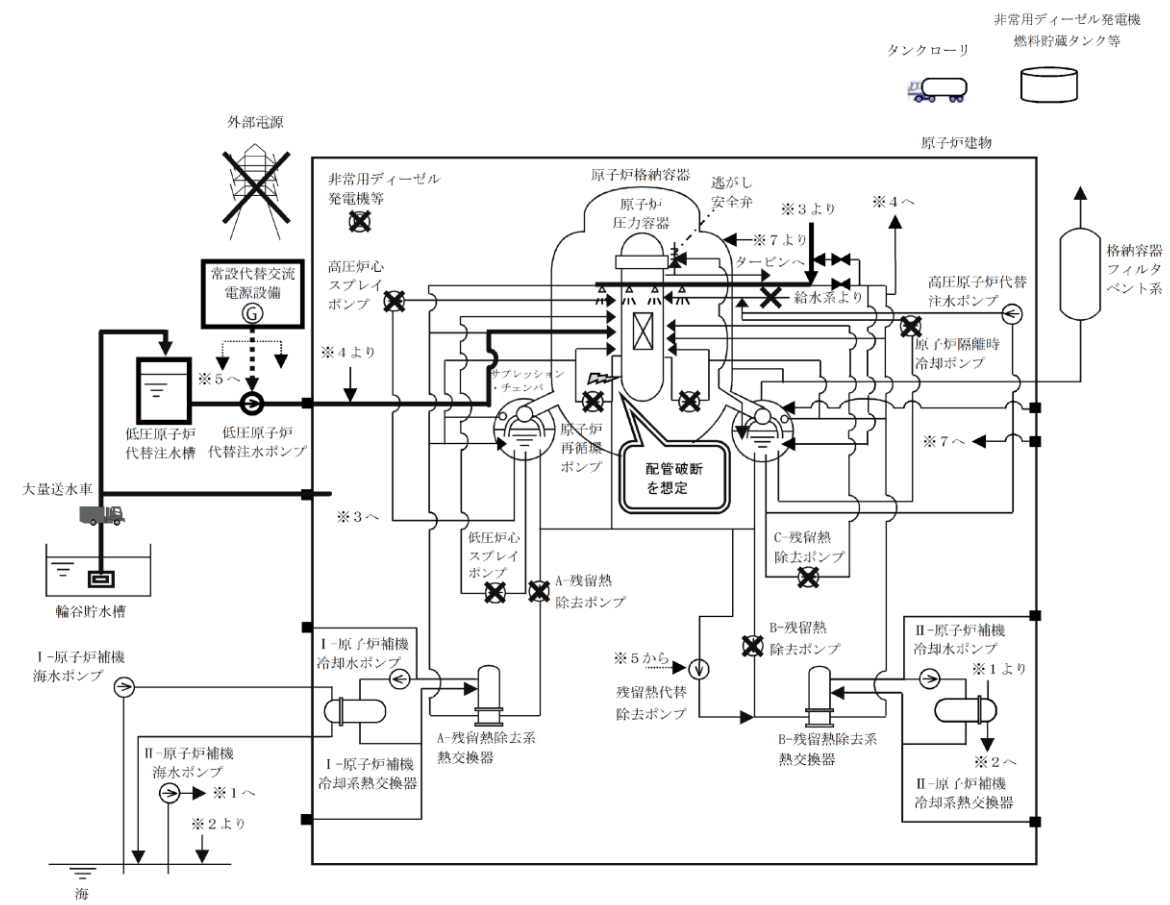 非常用ディーゼル発電機
燃料貯蔵タンク等
タンクローリ
外部電源
原子炉建物
非常用ディーゼル
発電機等
原子炉格納容器
原子炉
圧力容器
逃がし
安全弁
※3より
※4へ
※7より
タービンへ
給水系より
格納容器
フィルタ
ベント系
高圧炉心
スプレイ
ポンプ
高圧原子炉代替
注水ポンプ
原子炉隔離時
冷却ポンプ
常設代替交流
電源設備
G
※5へ
※4より
サプレッション
・チェンバ
低圧原子炉
代替注水槽
低圧原子炉
代替注水ポンプ
原子炉
再循環
ポンプ
配管破断
を想定
※7へ
大量送水車
※3へ
輪谷貯水槽
低圧炉心
スプレイ
ポンプ
A-残留熱
除去ポンプ
C-残留熱
除去ポンプ
B-残留熱
除去ポンプ
※5から
残留熱代替
除去ポンプ
Ⅰ-原子炉補機
海水ポンプ
Ⅰ-原子炉補機
冷却水ポンプ
Ⅱ-原子炉補機
冷却水ポンプ
※1より
※2へ
A-残留熱除去系
熱交換器
B-残留熱除去系
熱交換器
Ⅰ-原子炉補機
冷却系熱交換器
Ⅱ-原子炉補機
冷却系熱交換器
Ⅱ-原子炉補機
海水ポンプ
※1へ
※2より
海